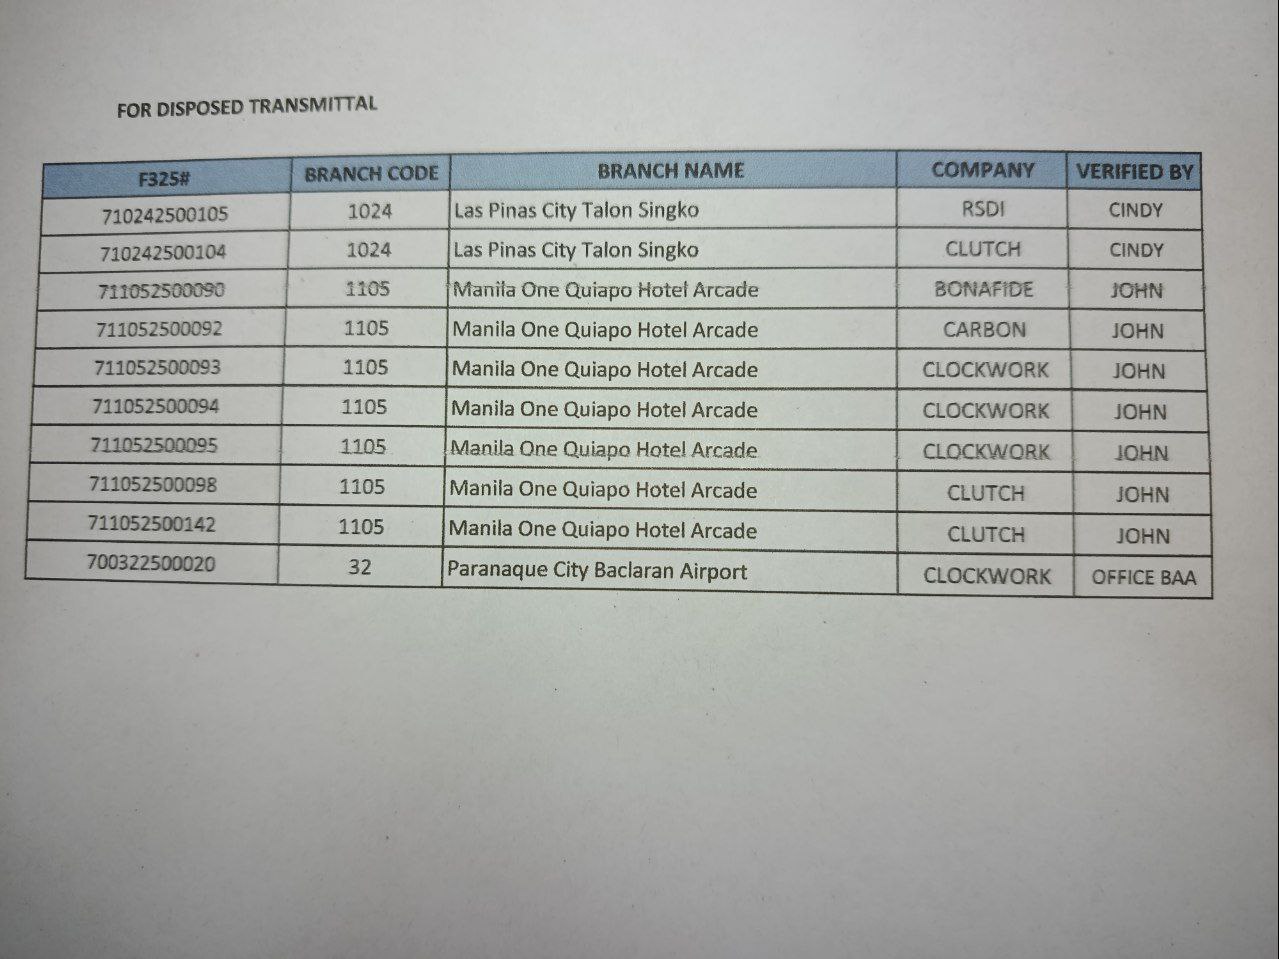 FOR DISPOSED TRANSMITTAL
F325# BRANCH CODE BRANCH NAME COMPANY VERIFIED BY
710242500105 1024 Las Pinas City Talon Singko RSDI CINDY
710242500104 1024 Las Pinas City Talon Singko CLUTCH CINDY
711052500090 1105 Manila One Quiapo Hotel Arcade BONAFIDE JOHN
711052500092 1105 Manila One Quiapo Hotel Arcade CARBON JOHN
711052500093 1105 Manila One Quiapo Hotel Arcade CLOCKWORK JOHN
711052500094 1105 Manila One Quiapo Hotel Arcade CLOCKWORK JOHN
711052500095 1105 Manila One Quiapo Hotel Arcade CLOCKWORK JOHN
711052500098 1105 Manila One Quiapo Hotel Arcade CLUTCH JOHN
711052500142 1105 Manila One Quiapo Hotel Arcade CLUTCH JOHN
700322500020 32 Paranaque City Baclaran Airport CLOCKWORK OFFICE BAA